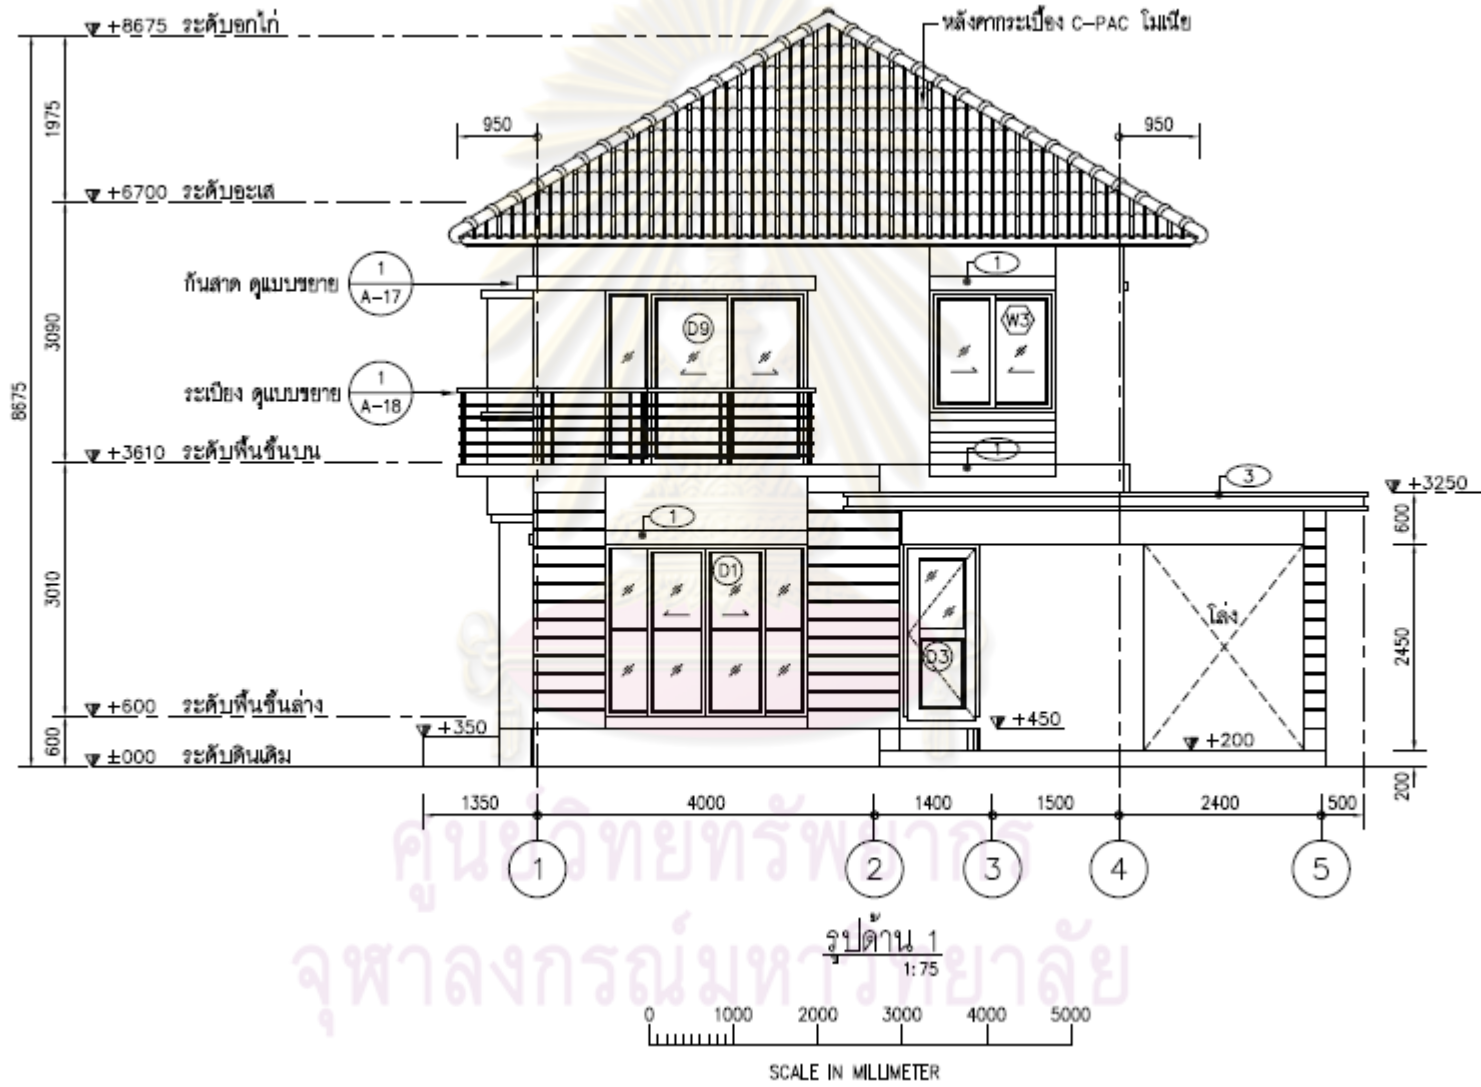 +8675 ระดับอกไก่
หลังคากระเบื้อง C-PAC โมเนีย
950
950
1975
+6700 ระดับอะเส
กันสาด ดูแบบขยาย
1
A-17
1
W3
D9
3090
8675
ระเบียง ดูแบบขยาย
1
A-18
+3610 ระดับพื้นชั้นบน
1
3
+3250
600
1
D1
3010
โล่ง
2450
D3
+600 ระดับพื้นชั้นล่าง
+350
+450
+200
600
±000 ระดับดินเดิม
200
1350
4000
1400
1500
2400
500
1
2
3
4
5
ศูนย์วิทยทรัพยากร
รูปด้าน 1
1:75
จุฬาลงกรณ์มหาวิทยาลัย
0 1000 2000 3000 4000 5000
SCALE IN MILLIMETER